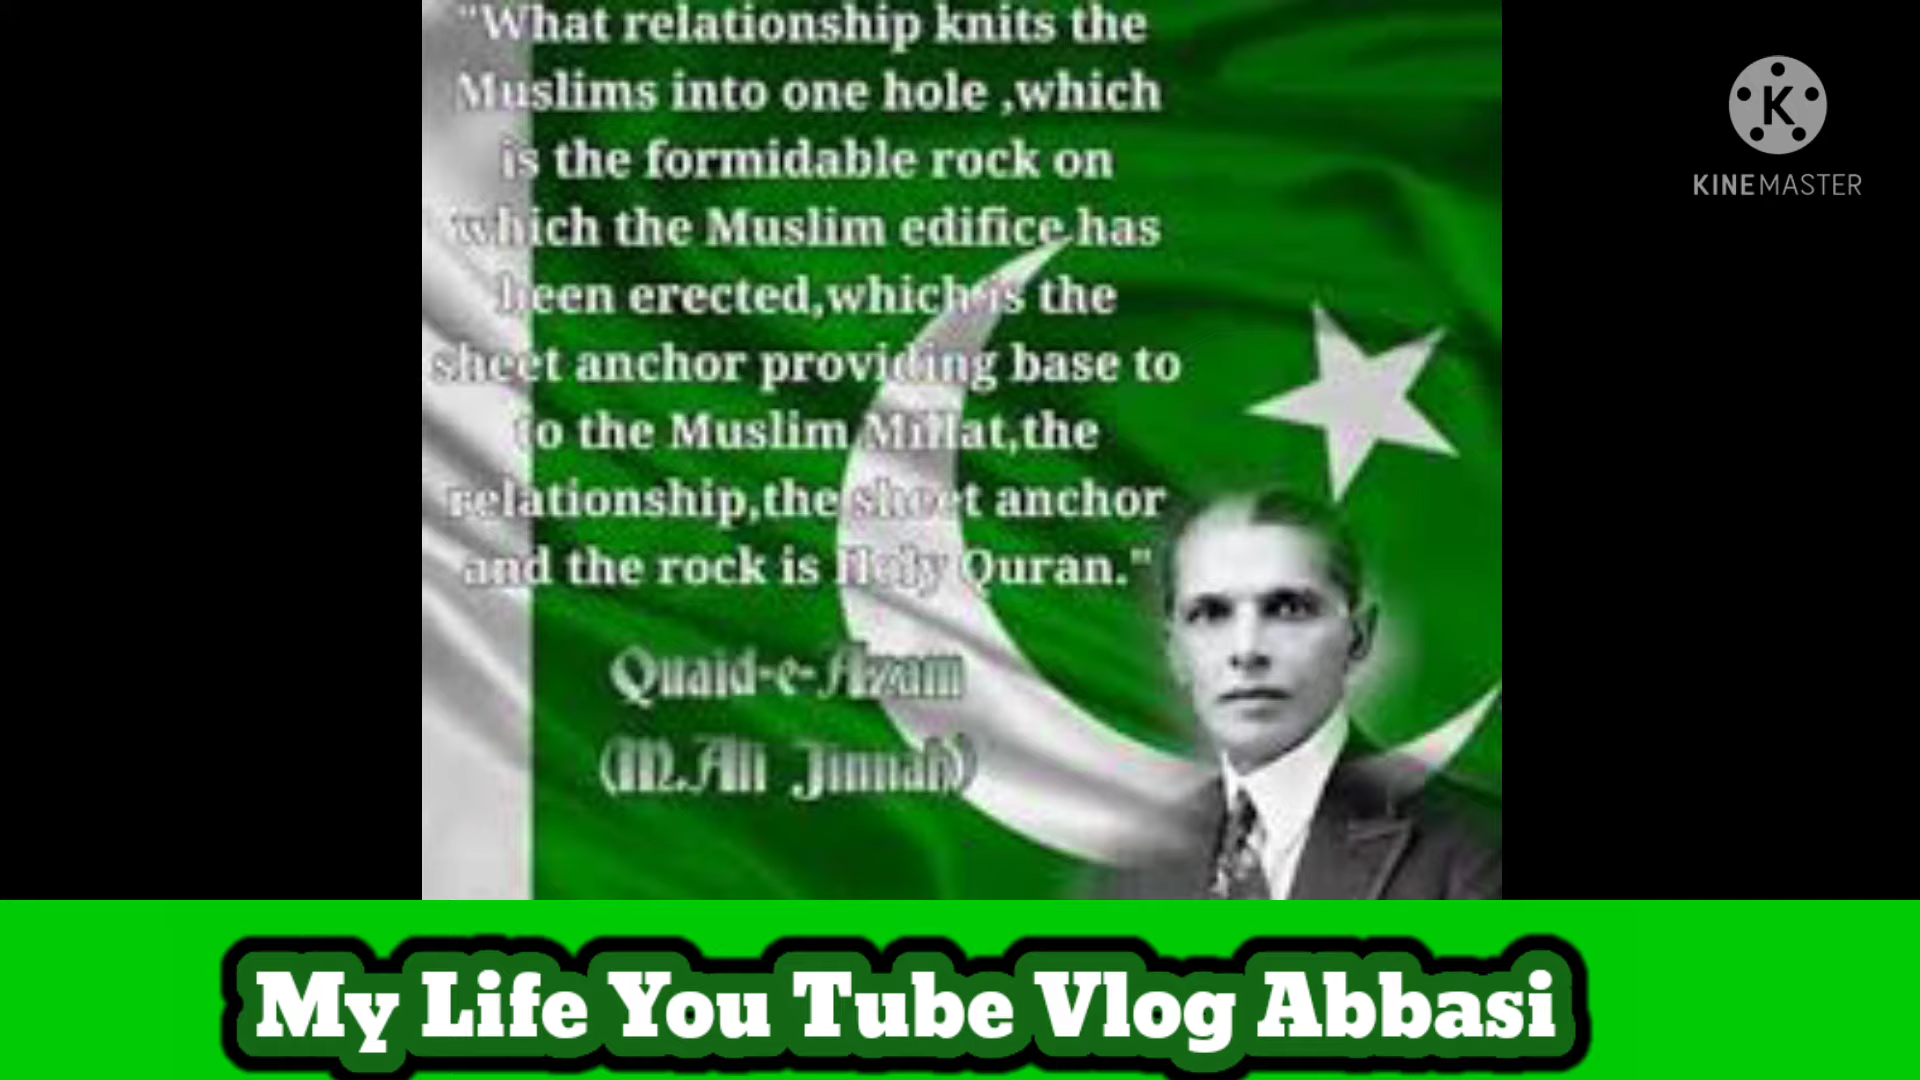 "What relationship knits the
Muslims into one hole ,which
is the formidable rock on
which the Muslim edifice has
been erected,which is the
sheet anchor providing base to
to the Muslim Millat,the
relationship,the sheet anchor
and the rock is Holy Quran."
Quaid-e-Azam
(M.Ali Jinnah)
K
KINEMASTER
My Life You Tube Vlog Abbasi